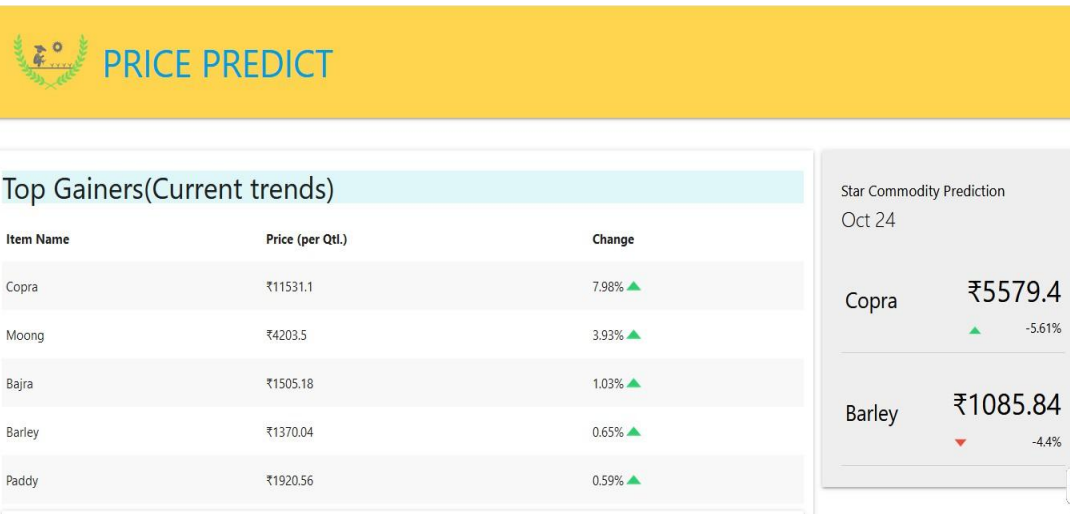 PRICE PREDICT
Top Gainers(Current trends)
Item Name Price (per Qtl.) Change
Copra ₹11531.1 7.98%
Moong ₹4203.5 3.93%
Bajra ₹1505.18 1.03%
Barley ₹1370.04 0.65%
Paddy ₹1920.56 0.59%
Star Commodity Prediction
Oct 24
Copra ₹5579.4
-5.61%
Barley ₹1085.84
-4.4%